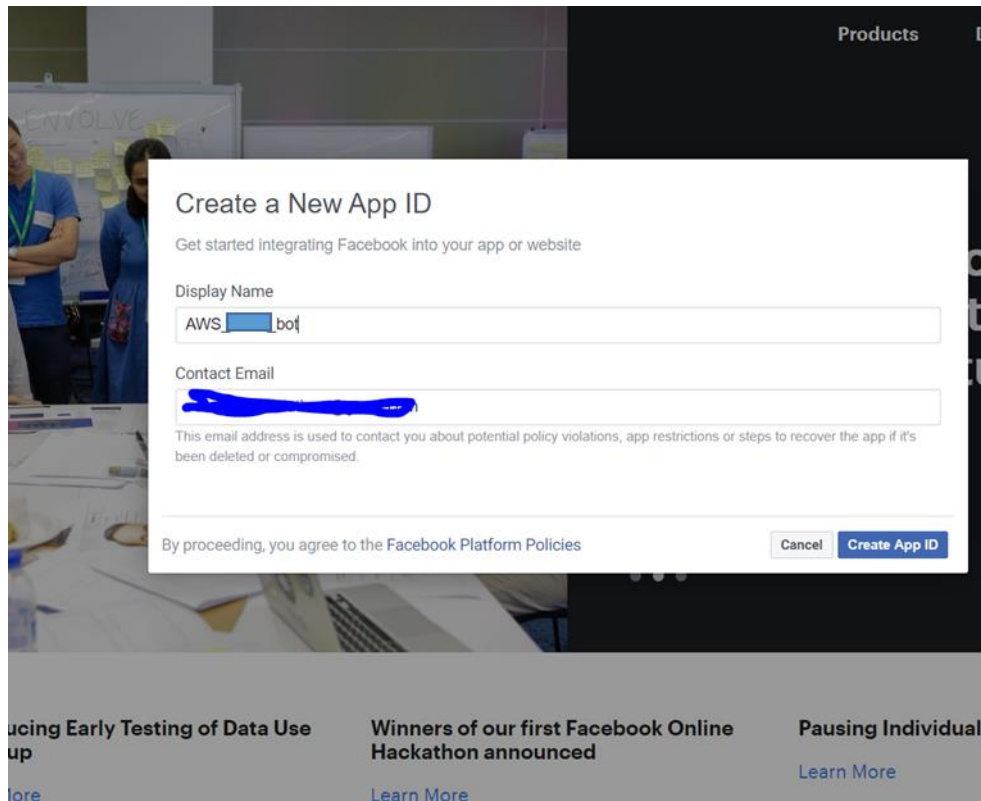 Products
ENVOLVE
Create a New App ID
Get started integrating Facebook into your app or website
Display Name
AWS_ _bot
Contact Email
This email address is used to contact you about potential policy violations, app restrictions or steps to recover the app if it's
been deleted or compromised.
By proceeding, you agree to the Facebook Platform Policies
Cancel
Create App ID
ucing Early Testing of Data Use
up
Winners of our first Facebook Online
Hackathon announced
Pausing Individual
More
Learn More
Learn More